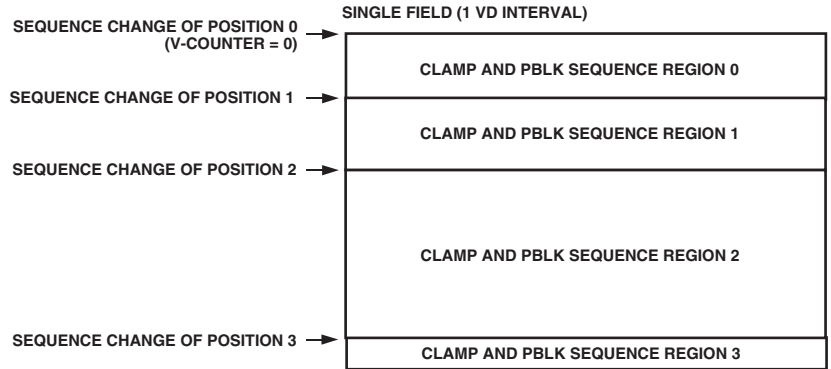 SINGLE FIELD (1 VD INTERVAL)
SEQUENCE CHANGE OF POSITION 0
(V-COUNTER = 0)
CLAMP AND PBLK SEQUENCE REGION 0
SEQUENCE CHANGE OF POSITION 1
CLAMP AND PBLK SEQUENCE REGION 1
SEQUENCE CHANGE OF POSITION 2
CLAMP AND PBLK SEQUENCE REGION 2
SEQUENCE CHANGE OF POSITION 3
CLAMP AND PBLK SEQUENCE REGION 3